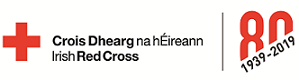 Crois Dhearg na hÉireann
Irish Red Cross
80
1939-2019